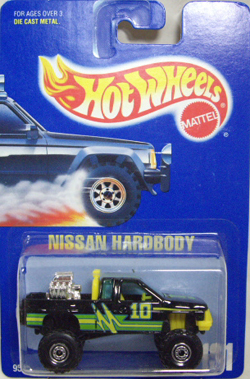 FOR AGES OVER 3
DIE CAST METAL.
Hot Wheels
MATTEL
NISSAN HARDBODY
10